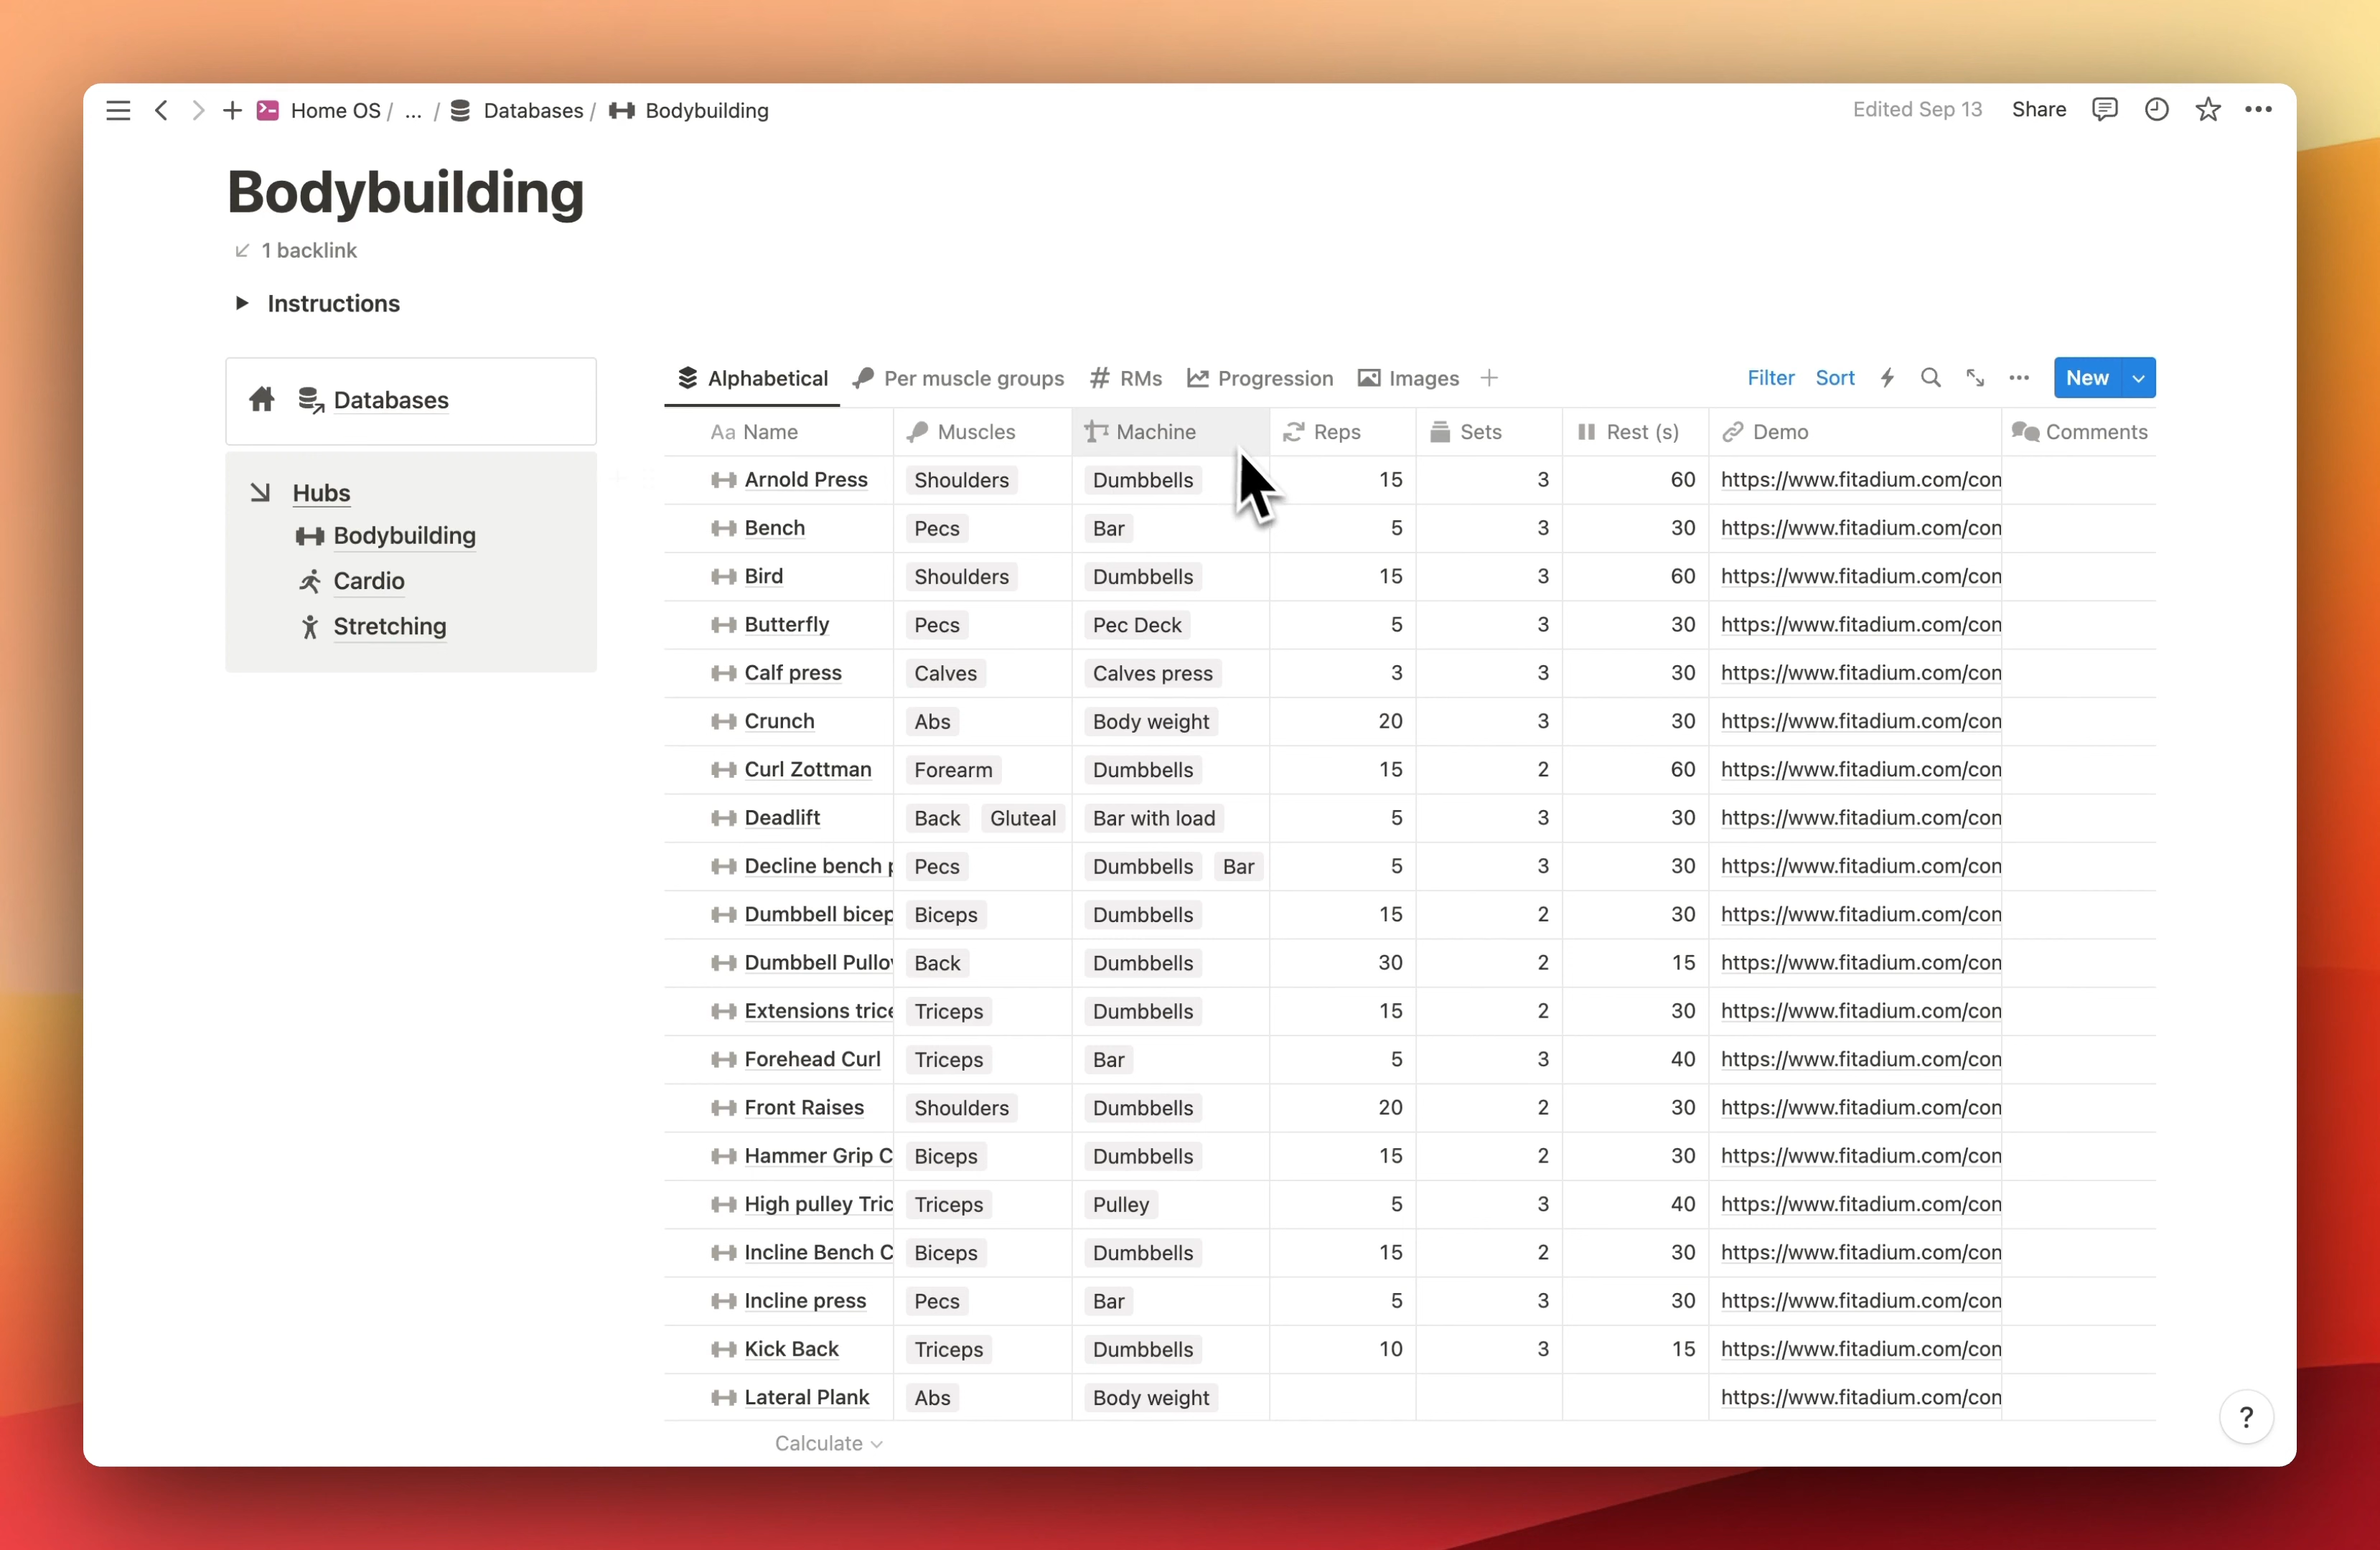 Home OS / ... / Databases / Bodybuilding
Edited Sep 13 Share
Bodybuilding
1 backlink
Instructions
Databases
Hubs
Bodybuilding
Cardio
Stretching
Alphabetical Per muscle groups RMs Progression Images
Filter Sort New
Aa Name Muscles Machine Reps Sets Rest (s) Demo Comments
Arnold Press Shoulders Dumbbells 15 3 60 https://www.fitadium.com/con
Bench Pecs Bar 5 3 30 https://www.fitadium.com/con
Bird Shoulders Dumbbells 15 3 60 https://www.fitadium.com/con
Butterfly Pecs Pec Deck 5 3 30 https://www.fitadium.com/con
Calf press Calves Calves press 3 3 30 https://www.fitadium.com/con
Crunch Abs Body weight 20 3 30 https://www.fitadium.com/con
Curl Zottman Forearm Dumbbells 15 2 60 https://www.fitadium.com/con
Deadlift Back Gluteal Bar with load 5 3 30 https://www.fitadium.com/con
Decline bench p Pecs Dumbbells Bar 5 3 30 https://www.fitadium.com/con
Dumbbell bicep Biceps Dumbbells 15 2 30 https://www.fitadium.com/con
Dumbbell Pullov Back Dumbbells 30 2 15 https://www.fitadium.com/con
Extensions trice Triceps Dumbbells 15 2 30 https://www.fitadium.com/con
Forehead Curl Triceps Bar 5 3 40 https://www.fitadium.com/con
Front Raises Shoulders Dumbbells 20 2 30 https://www.fitadium.com/con
Hammer Grip C Biceps Dumbbells 15 2 30 https://www.fitadium.com/con
High pulley Tric Triceps Pulley 5 3 40 https://www.fitadium.com/con
Incline Bench C Biceps Dumbbells 15 2 30 https://www.fitadium.com/con
Incline press Pecs Bar 5 3 30 https://www.fitadium.com/con
Kick Back Triceps Dumbbells 10 3 15 https://www.fitadium.com/con
Lateral Plank Abs Body weight https://www.fitadium.com/con
Calculate
?